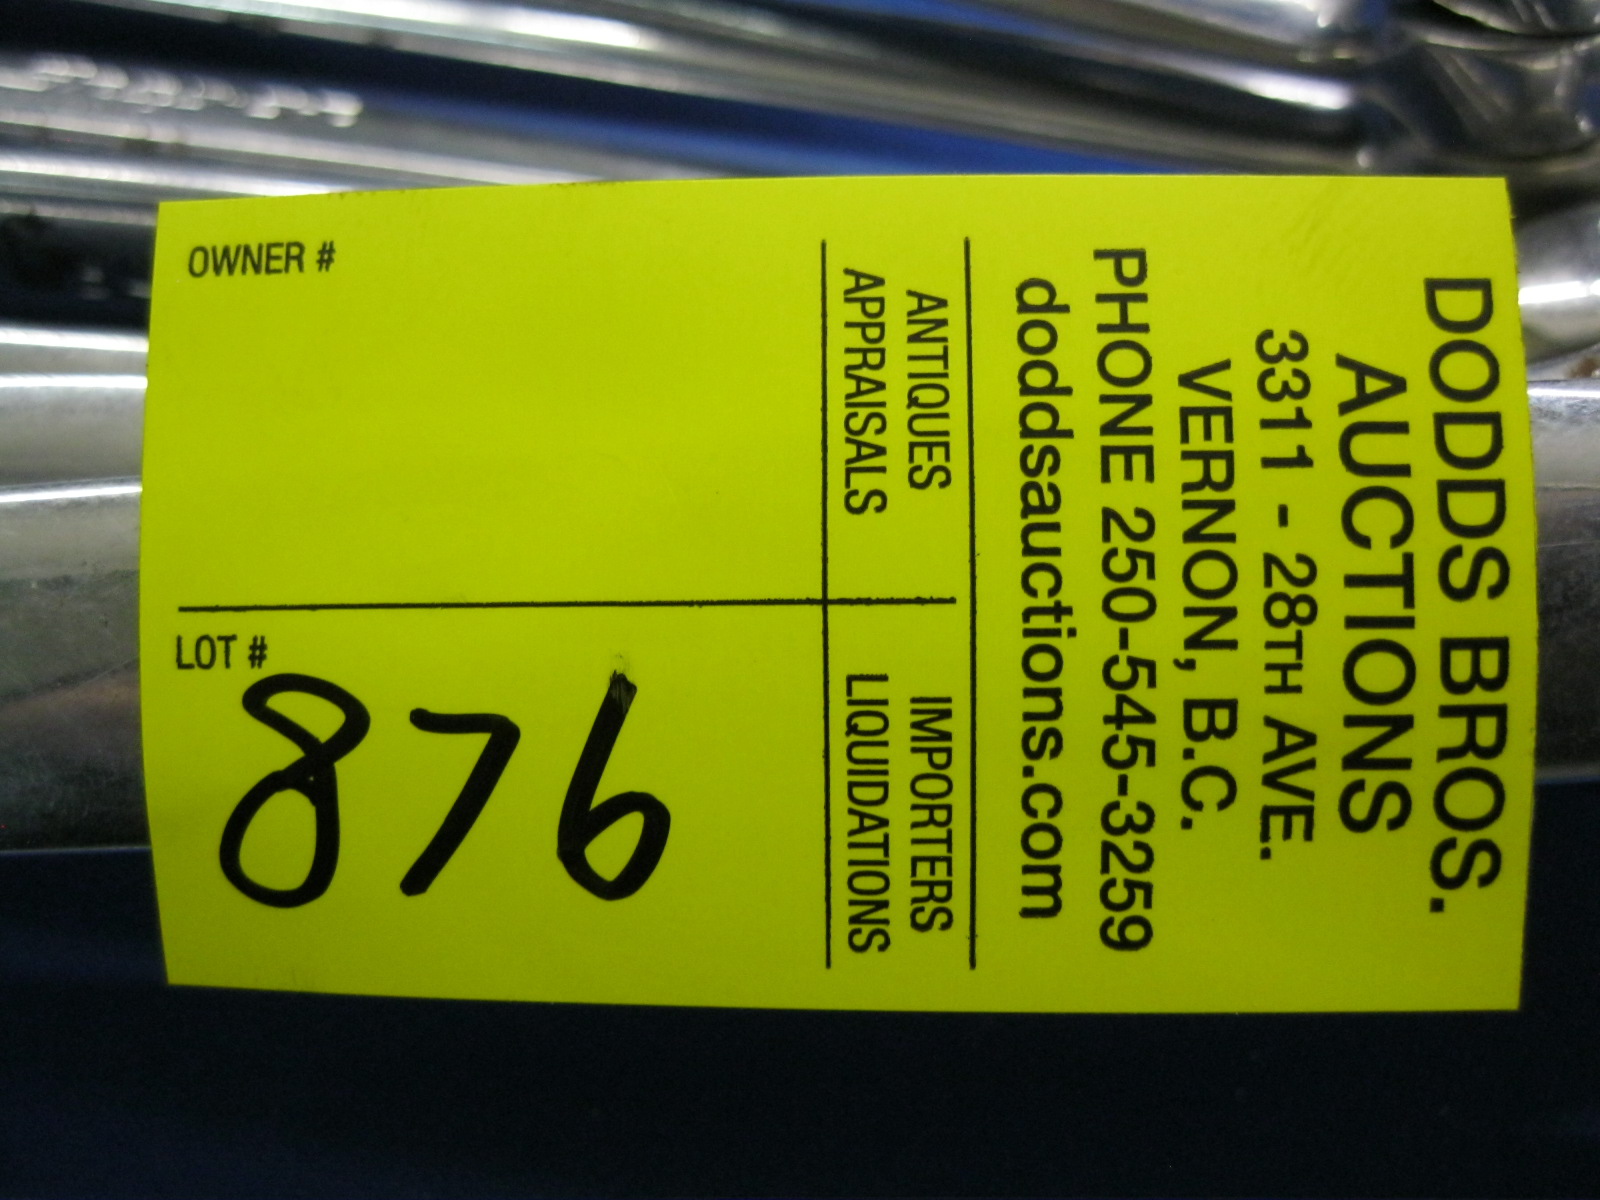 DODDS BROS.
AUCTIONS
3311 - 28TH AVE.
VERNON, B.C.
PHONE 250-545-3259
doddsauctions.com
ANTIQUES
APPRAISALS
IMPORTERS
LIQUIDATIONS
OWNER #
LOT #
876